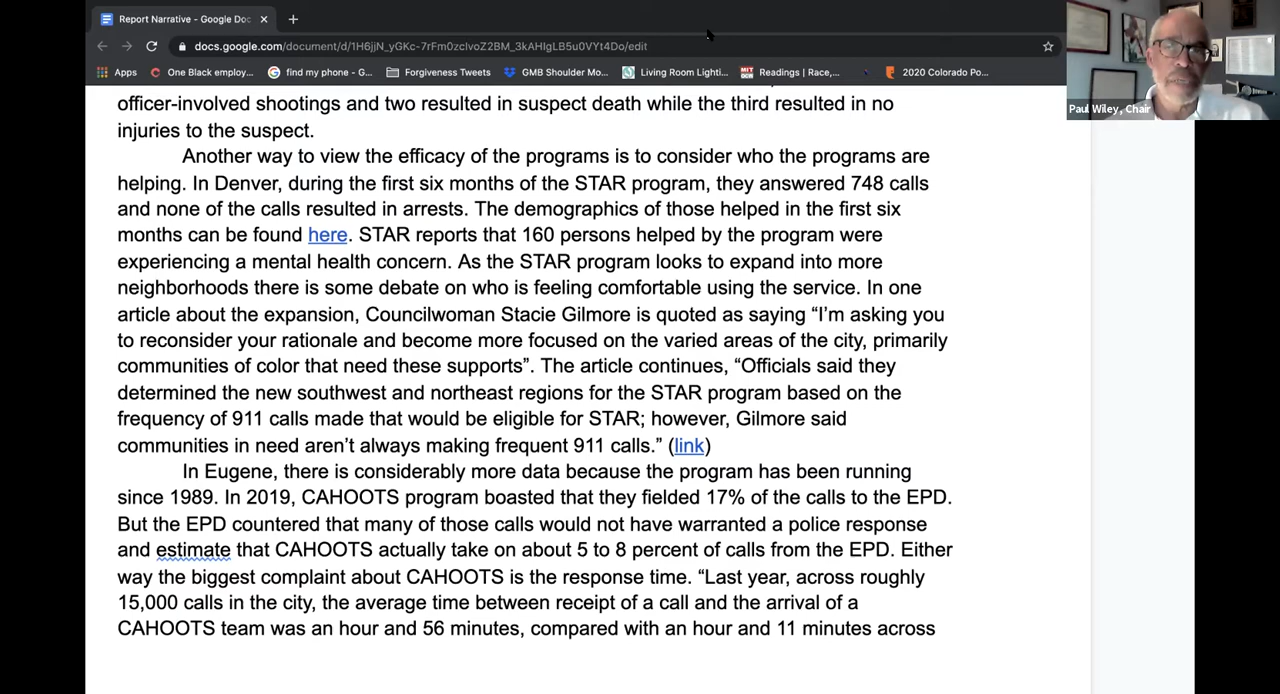 Report Narrative - Google Doc
docs.google.com/document/d/1H6jjN_yGKc-7rFm0zcIvoZ2BM_3kAHIgLB5u0VYt4Do/edit
Apps
One Black employ...
find my phone - G...
Forgiveness Tweets
GMB Shoulder Mo...
Living Room Lighti...
Readings | Race,...
2020 Colorado Po...
Paul Wiley, Chair
officer-involved shootings and two resulted in suspect death while the third resulted in no
injuries to the suspect.
Another way to view the efficacy of the programs is to consider who the programs are
helping. In Denver, during the first six months of the STAR program, they answered 748 calls
and none of the calls resulted in arrests. The demographics of those helped in the first six
months can be found here. STAR reports that 160 persons helped by the program were
experiencing a mental health concern. As the STAR program looks to expand into more
neighborhoods there is some debate on who is feeling comfortable using the service. In one
article about the expansion, Councilwoman Stacie Gilmore is quoted as saying “I’m asking you
to reconsider your rationale and become more focused on the varied areas of the city, primarily
communities of color that need these supports”. The article continues, “Officials said they
determined the new southwest and northeast regions for the STAR program based on the
frequency of 911 calls made that would be eligible for STAR; however, Gilmore said
communities in need aren’t always making frequent 911 calls.” (link)
In Eugene, there is considerably more data because the program has been running
since 1989. In 2019, CAHOOTS program boasted that they fielded 17% of the calls to the EPD.
But the EPD countered that many of those calls would not have warranted a police response
and estimate that CAHOOTS actually take on about 5 to 8 percent of calls from the EPD. Either
way the biggest complaint about CAHOOTS is the response time. “Last year, across roughly
15,000 calls in the city, the average time between receipt of a call and the arrival of a
CAHOOTS team was an hour and 56 minutes, compared with an hour and 11 minutes across